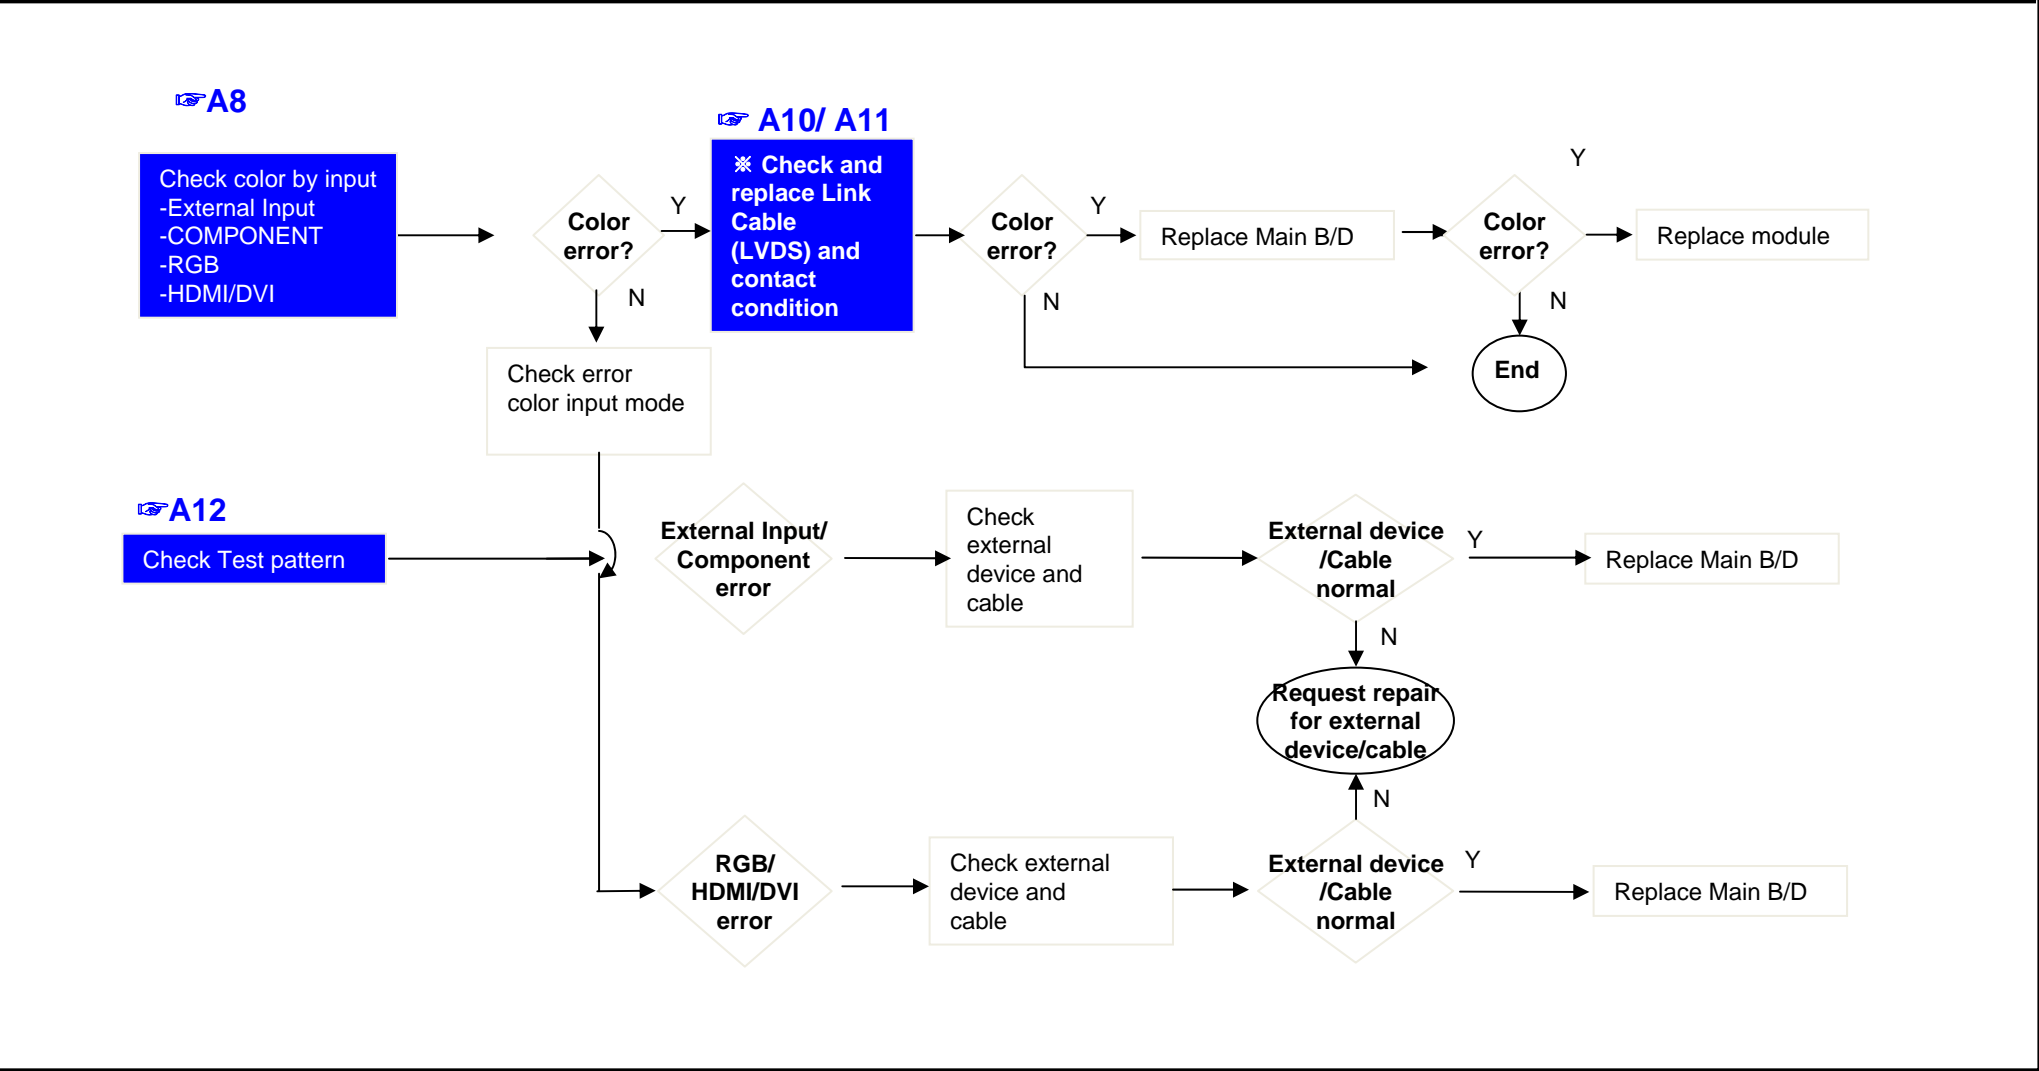 ☞A8
☞ A10/ A11
Check color by input
-External Input
-COMPONENT
-RGB
-HDMI/DVI
Color
error?
Y
N
※ Check and
replace Link
Cable
(LVDS) and
contact
condition
Color
error?
Y
N
Replace Main B/D
Color
error?
Y
N
Replace module
End
Check error
color input mode
☞A12
Check Test pattern
External Input/
Component
error
Check
external
device and
cable
External device
/Cable
normal
Y
N
Replace Main B/D
Request repair
for external
device/cable
N
RGB/
HDMI/DVI
error
Check external
device and
cable
External device
/Cable
normal
Y
Replace Main B/D